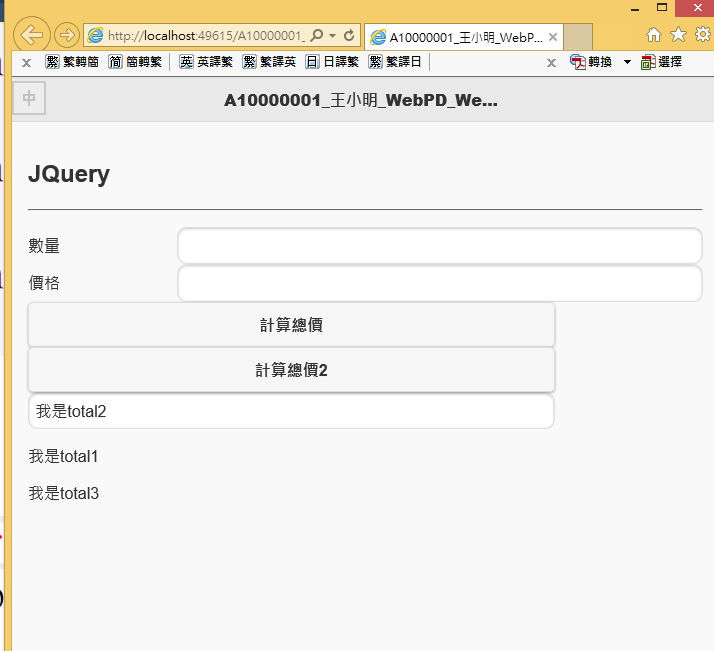 http://localhost:49615/A10000001_
A10000001_王小明_WebP...
繁 繁轉簡 簡 簡轉繁 英 英譯繁 繁 繁譯英 日 日譯繁 繁 繁譯日 轉換 選擇
中 A10000001_王小明_WebPD_We...
JQuery
數量
價格
計算總價
計算總價2
我是total2
我是total1
我是total3